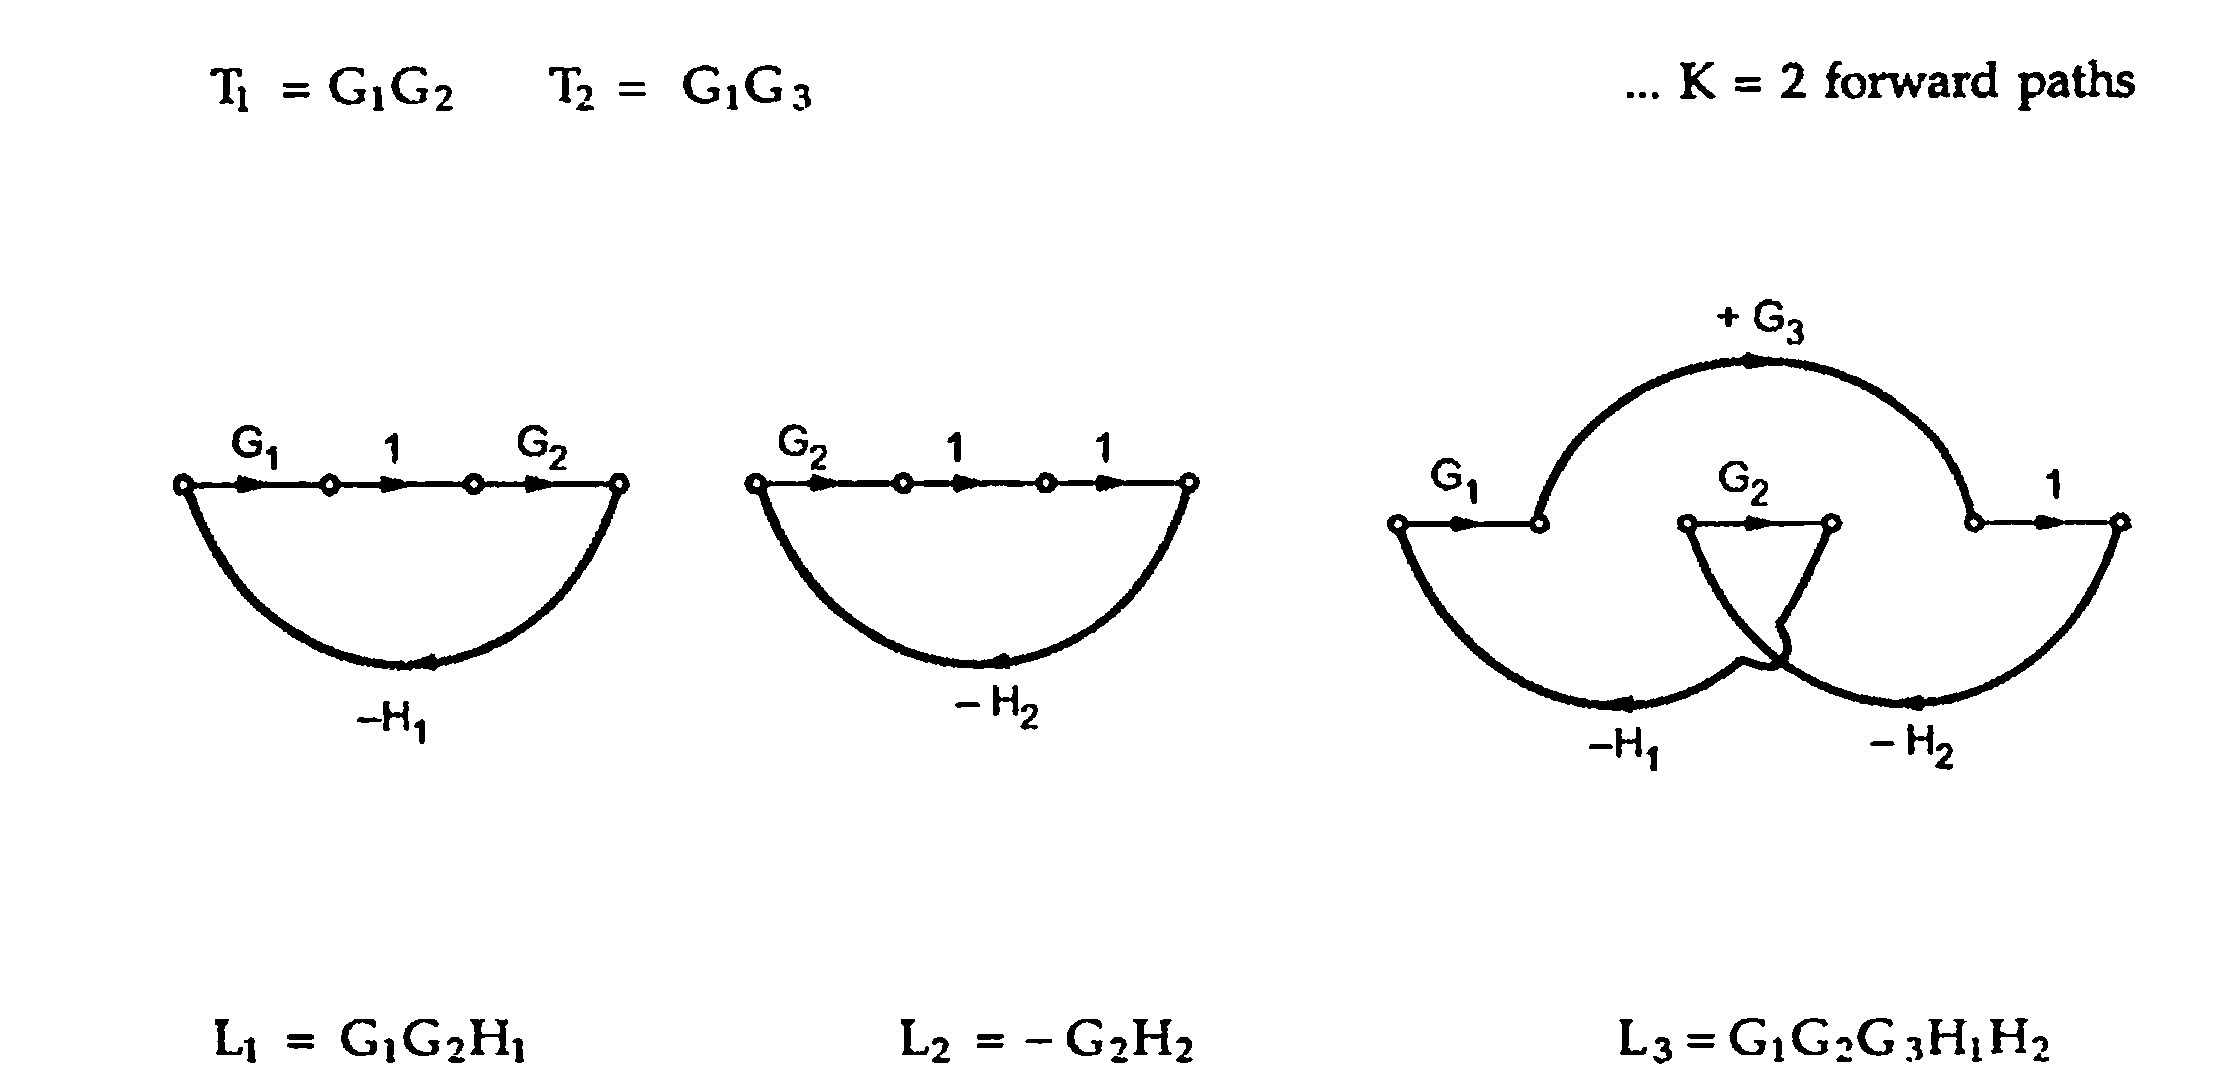 T₁ = G₁G₂ T₂ = G₁G₃ ... K = 2 forward paths
+ G₃
G₁ 1 G₂ G₂ 1 1 G₁ G₂ 1
–H₁ – H₂ –H₁ – H₂
L₁ = G₁G₂H₁ L₂ = – G₂H₂ L₃ = G₁G₂G₃H₁H₂